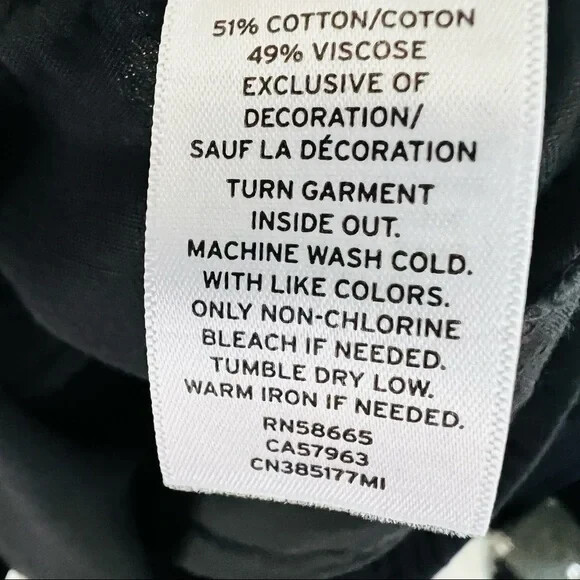 51% COTTON/COTON
49% VISCOSE
EXCLUSIVE OF
DECORATION/
SAUF LA DÉCORATION
TURN GARMENT
INSIDE OUT.
MACHINE WASH COLD.
WITH LIKE COLORS.
ONLY NON-CHLORINE
BLEACH IF NEEDED.
TUMBLE DRY LOW.
WARM IRON IF NEEDED.
RN58665
CA57963
CN385177MI